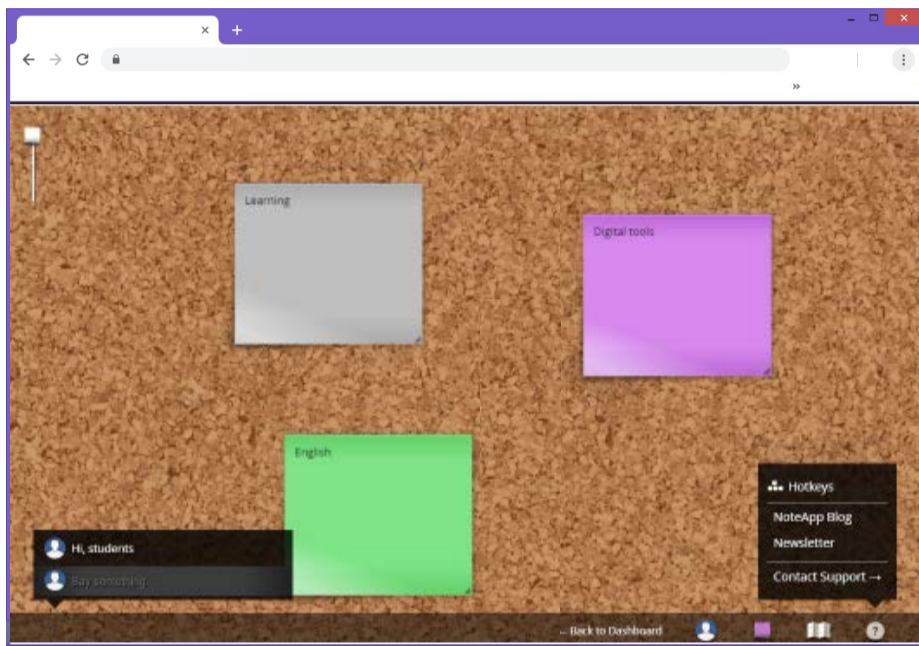 Learning
Digital tools
English
Hotkeys
NoteApp Blog
Newsletter
Contact Support →
Hi, students
Say something...
← Back to Dashboard